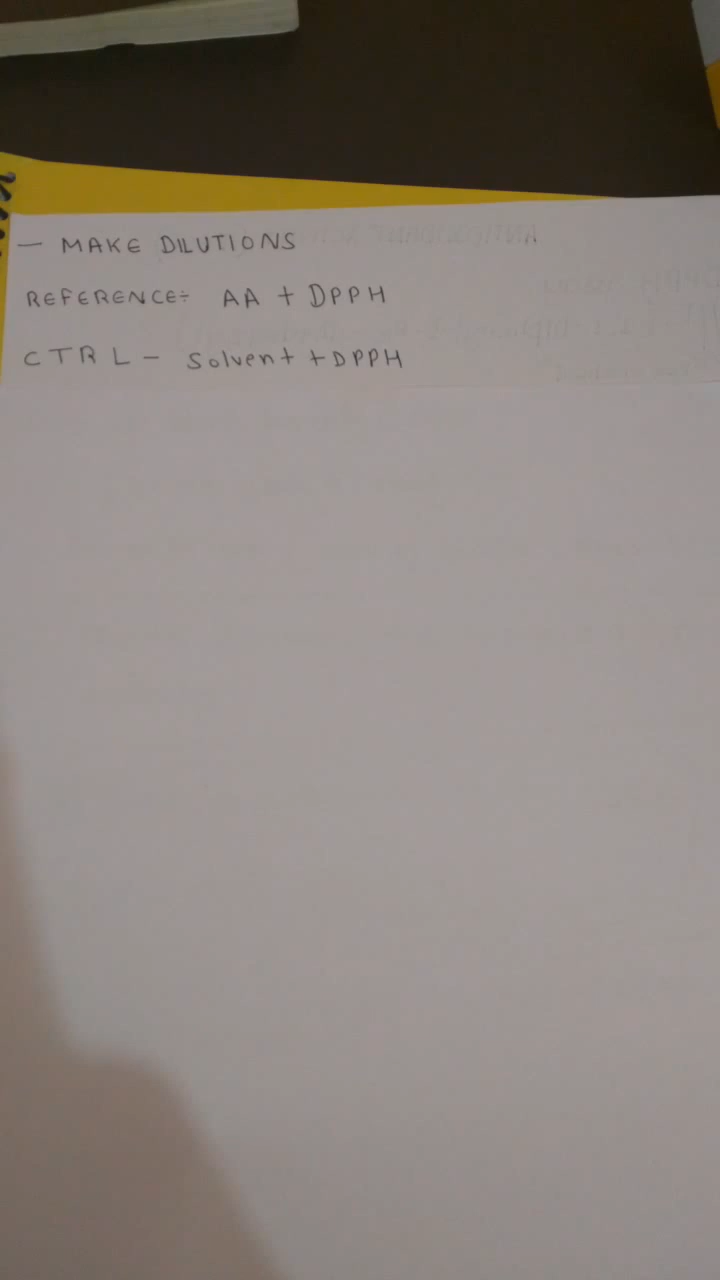 — MAKE DILUTIONS
REFERENCE:- AA + DPPH
CTRL - Solvent + DPPH